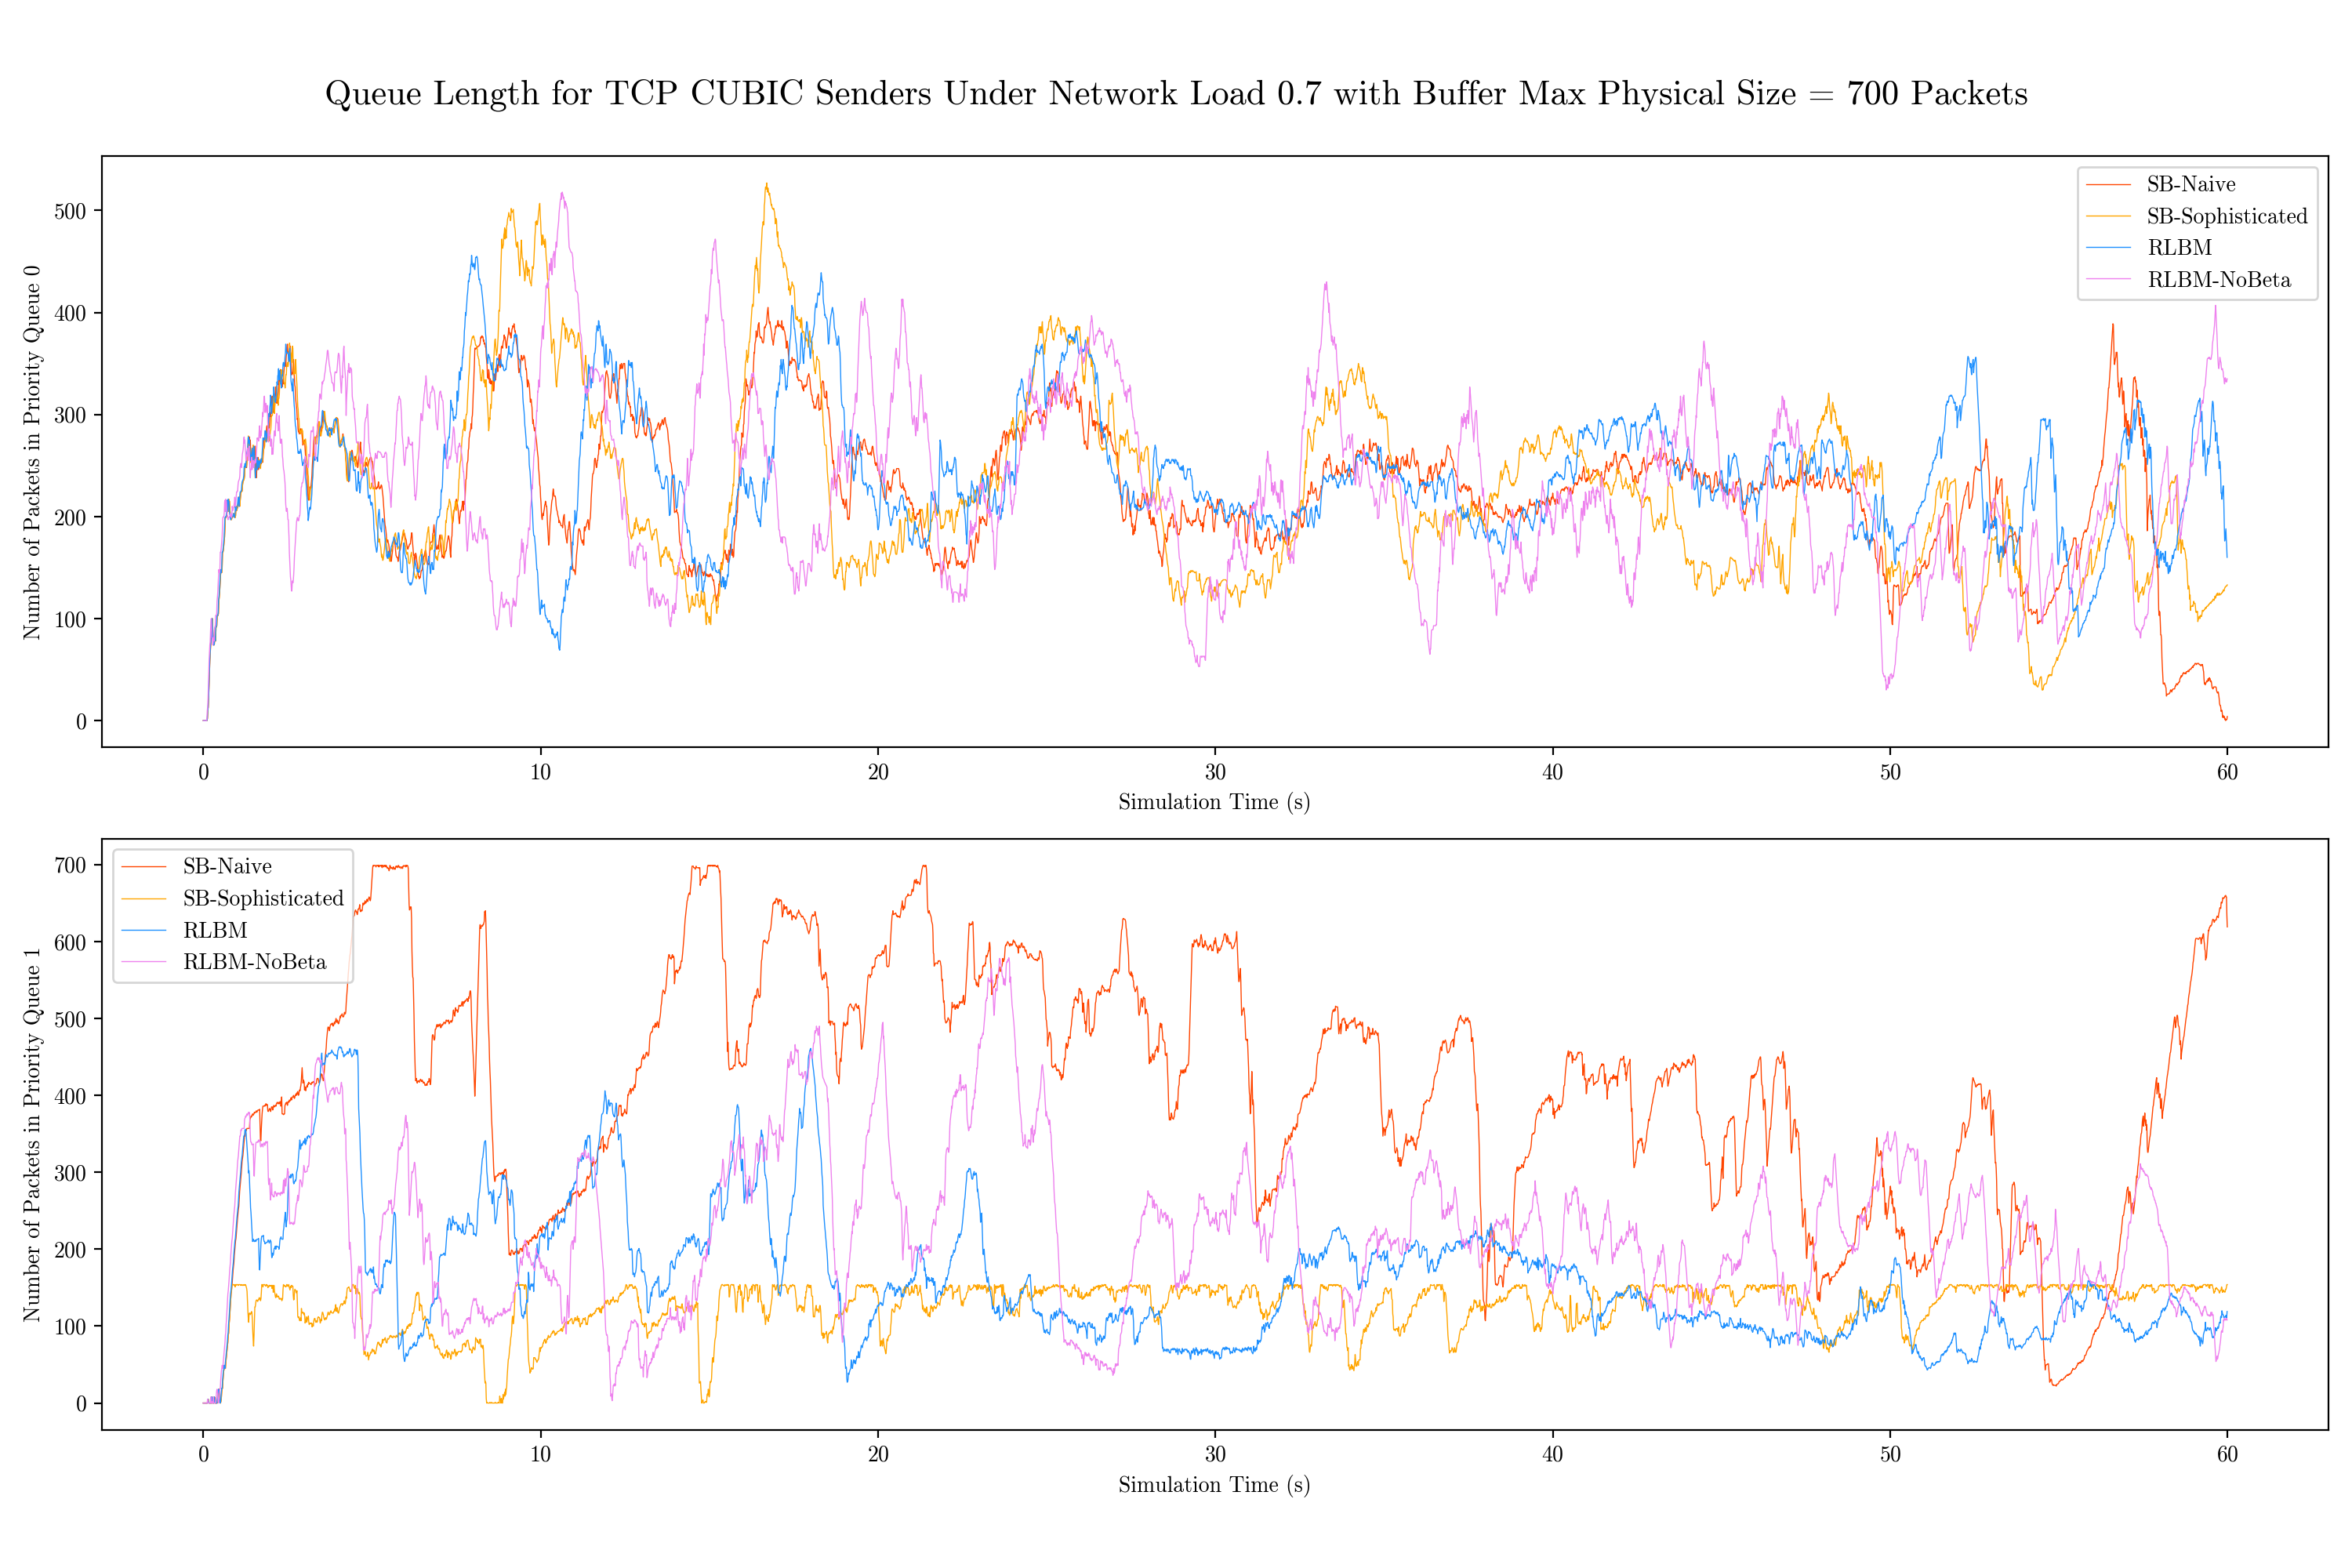 Queue Length for TCP CUBIC Senders Under Network Load 0.7 with Buffer Max Physical Size = 700 Packets
Number of Packets in Priority Queue 0
500
400
300
200
100
0
SB-Naive
SB-Sophisticated
RLBM
RLBM-NoBeta
0 10 20 30 40 50 60
Simulation Time (s)
Number of Packets in Priority Queue 1
700
600
500
400
300
200
100
0
SB-Naive
SB-Sophisticated
RLBM
RLBM-NoBeta
0 10 20 30 40 50 60
Simulation Time (s)